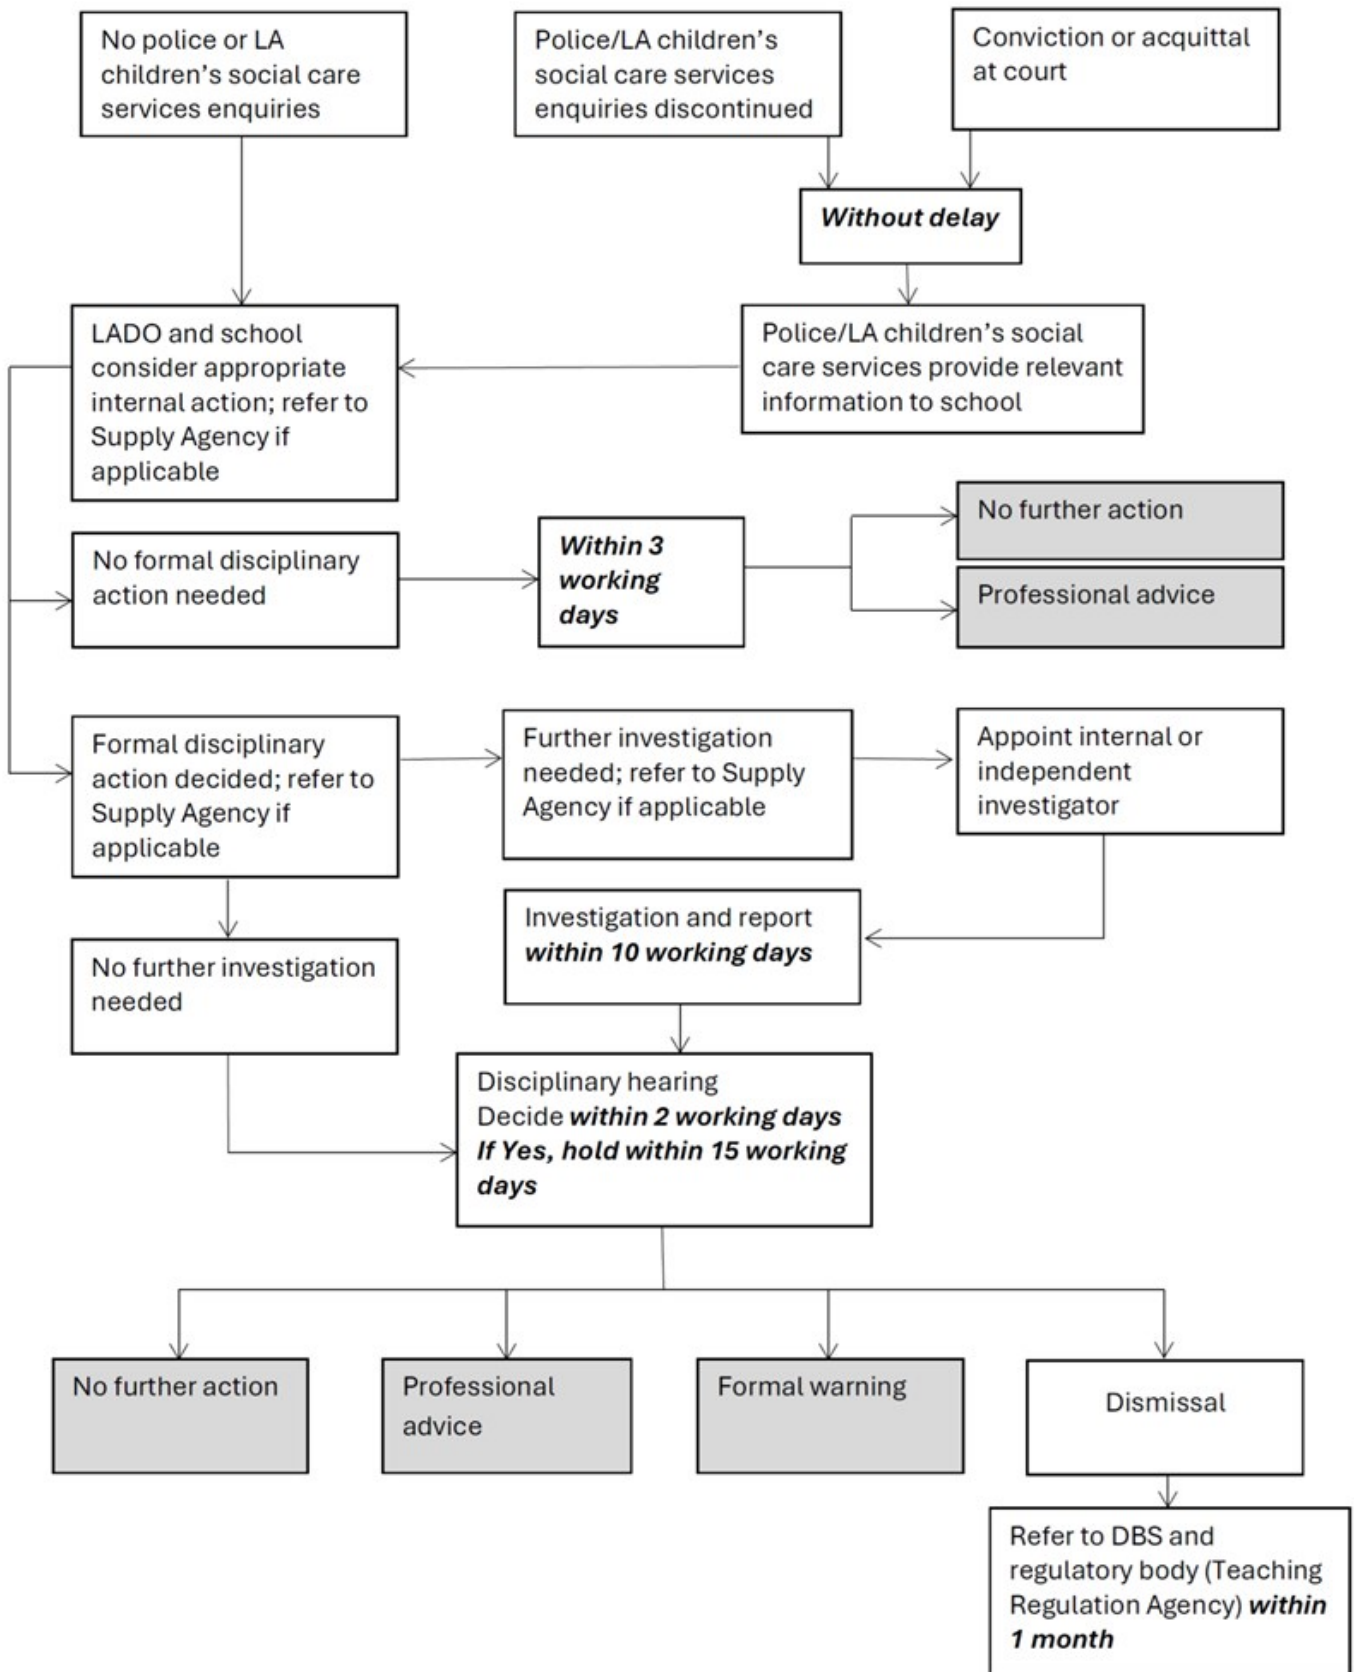 No police or LA
children’s social care
services enquiries
Police/LA children’s
social care services
enquiries discontinued
Conviction or acquittal
at court
Without delay
LADO and school
consider appropriate
internal action; refer to
Supply Agency if
applicable
Police/LA children’s social
care services provide relevant
information to school
No further action
Professional advice
No formal disciplinary
action needed
Within 3
working
days
Formal disciplinary
action decided; refer to
Supply Agency if
applicable
Further investigation
needed; refer to Supply
Agency if applicable
Appoint internal or
independent
investigator
Investigation and report
within 10 working days
No further investigation
needed
Disciplinary hearing
Decide within 2 working days
If Yes, hold within 15 working
days
No further action
Professional
advice
Formal warning
Dismissal
Refer to DBS and
regulatory body (Teaching
Regulation Agency) within
1 month